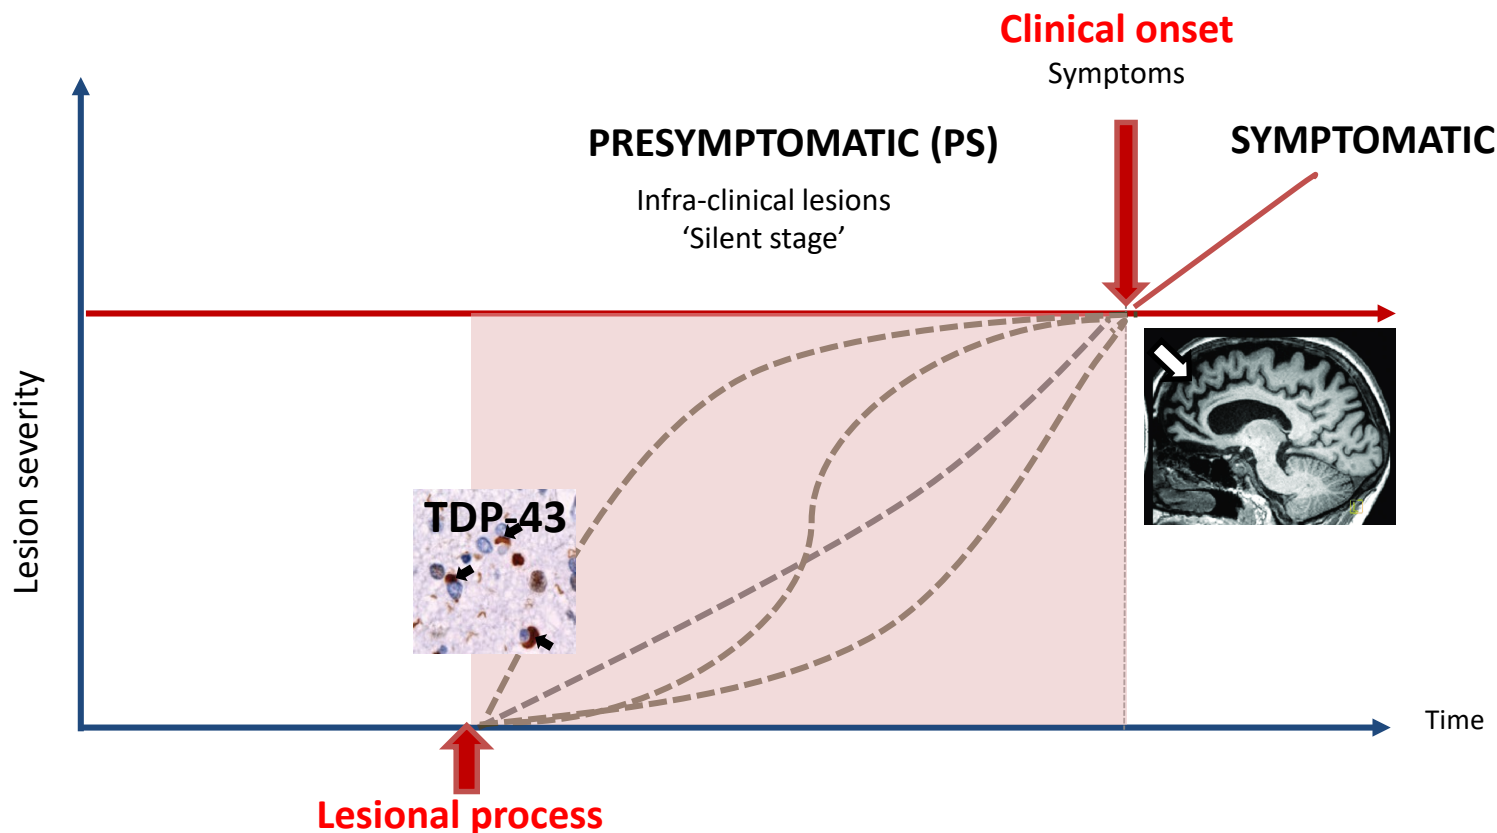 Clinical onset
Symptoms
PRESYMPTOMATIC (PS)
SYMPTOMATIC
Infra-clinical lesions
‘Silent stage’
Lesion severity
TDP-43
Time
Lesional process